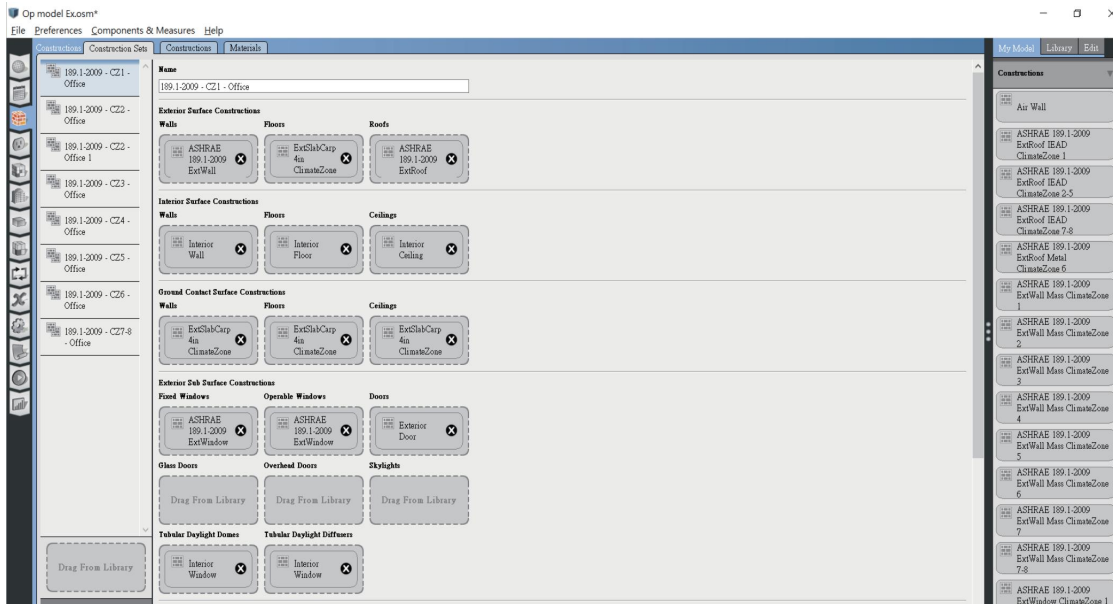 Op model Ex.osm*
File Preferences Components & Measures Help
Constructions Construction Sets Constructions Materials
My Model Library Edit
189.1-2009 - CZ1 -
Office
189.1-2009 - CZ2 -
Office
189.1-2009 - CZ2 -
Office 1
189.1-2009 - CZ3 -
Office
189.1-2009 - CZ4 -
Office
189.1-2009 - CZ5 -
Office
189.1-2009 - CZ6 -
Office
189.1-2009 - CZ7-8
- Office
Drag From Library
Name
189.1-2009 - CZ1 - Office
Exterior Surface Constructions
Walls Floors Roofs
ASHRAE
189.1-2009
ExtWall
ExtSlabCarp
4in
ClimateZone
ASHRAE
189.1-2009
ExtRoof
Interior Surface Constructions
Walls Floors Ceilings
Interior
Wall
Interior
Floor
Interior
Ceiling
Ground Contact Surface Constructions
Walls Floors Ceilings
ExtSlabCarp
4in
ClimateZone
ExtSlabCarp
4in
ClimateZone
ExtSlabCarp
4in
ClimateZone
Exterior Sub Surface Constructions
Fixed Windows Operable Windows Doors
ASHRAE
189.1-2009
ExtWindow
ASHRAE
189.1-2009
ExtWindow
Exterior
Door
Glass Doors Overhead Doors Skylights
Drag From Library Drag From Library Drag From Library
Tubular Daylight Domes Tubular Daylight Diffusers
Interior
Window
Interior
Window
Constructions
Air Wall
ASHRAE 189.1-2009
ExtRoof IEAD
ClimateZone 1
ASHRAE 189.1-2009
ExtRoof IEAD
ClimateZone 2-5
ASHRAE 189.1-2009
ExtRoof IEAD
ClimateZone 7-8
ASHRAE 189.1-2009
ExtRoof Metal
ClimateZone 6
ASHRAE 189.1-2009
ExtWall Mass ClimateZone
1
ASHRAE 189.1-2009
ExtWall Mass ClimateZone
2
ASHRAE 189.1-2009
ExtWall Mass ClimateZone
3
ASHRAE 189.1-2009
ExtWall Mass ClimateZone
4
ASHRAE 189.1-2009
ExtWall Mass ClimateZone
5
ASHRAE 189.1-2009
ExtWall Mass ClimateZone
6
ASHRAE 189.1-2009
ExtWall Mass ClimateZone
7
ASHRAE 189.1-2009
ExtWall Mass ClimateZone
7-8
ASHRAE 189.1-2009
ExtWindow ClimateZone 1